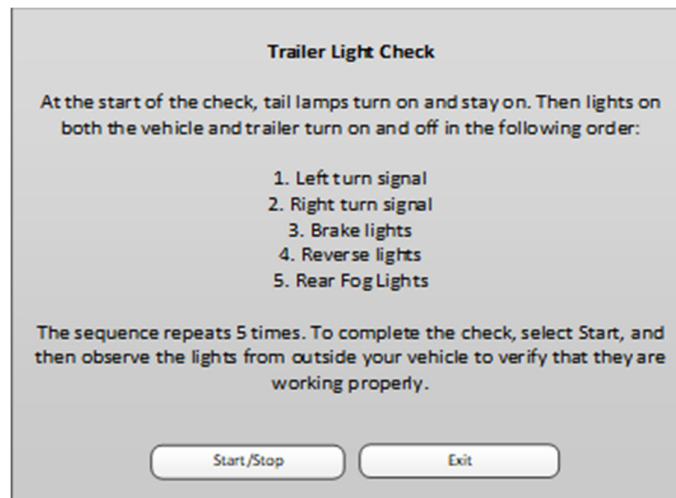 Trailer Light Check
At the start of the check, tail lamps turn on and stay on. Then lights on
both the vehicle and trailer turn on and off in the following order:
1. Left turn signal
2. Right turn signal
3. Brake lights
4. Reverse lights
5. Rear Fog Lights
The sequence repeats 5 times. To complete the check, select Start, and
then observe the lights from outside your vehicle to verify that they are
working properly.
Start/Stop
Exit